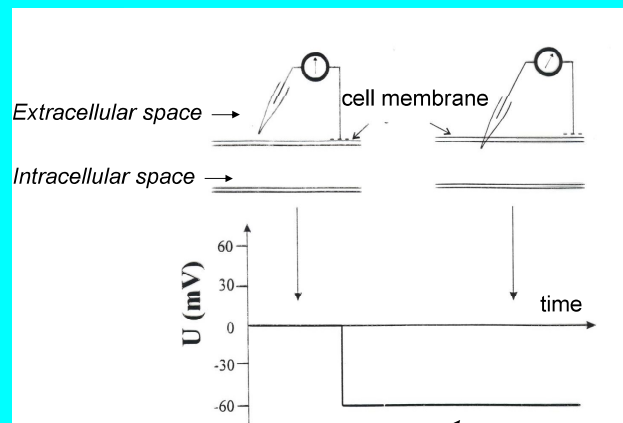 Extracellular space
cell membrane
Intracellular space
U (mV)
60
30
0
-30
-60
time